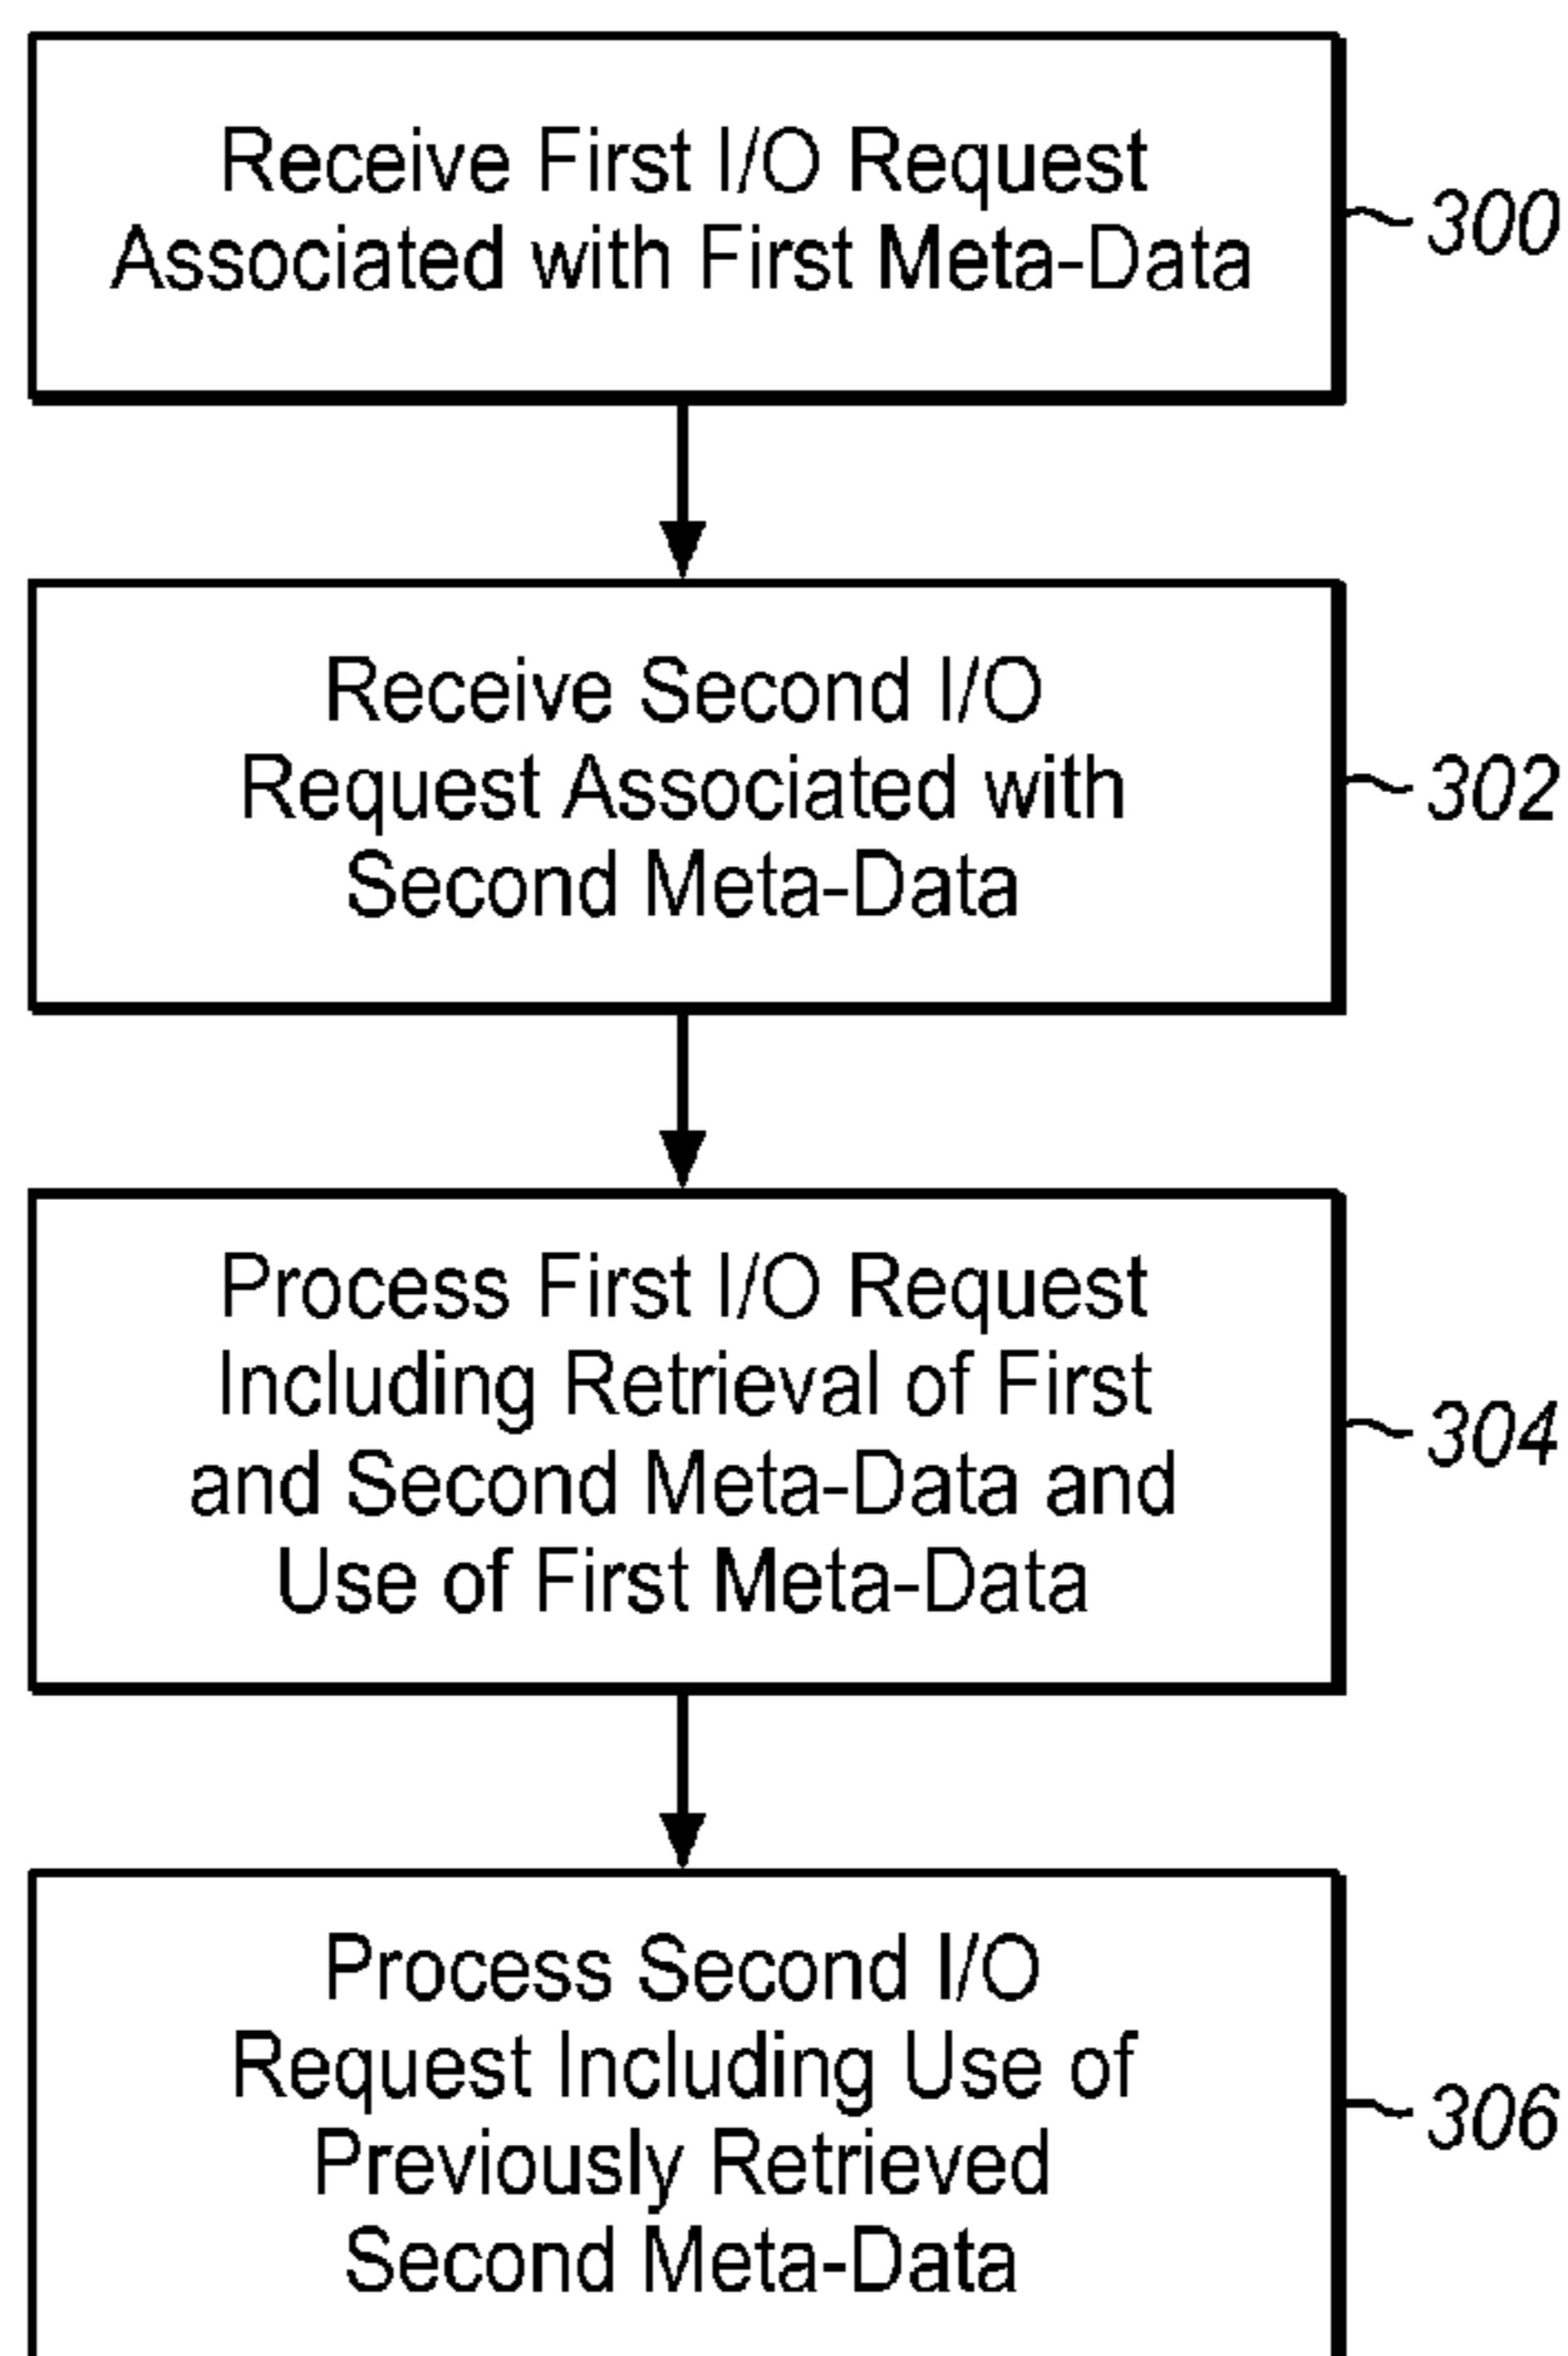 Receive First I/O Request
Associated with First Meta-Data
300
Receive Second I/O
Request Associated with
Second Meta-Data
302
Process First I/O Request
Including Retrieval of First
and Second Meta-Data and
Use of First Meta-Data
304
Process Second I/O
Request Including Use of
Previously Retrieved
Second Meta-Data
306